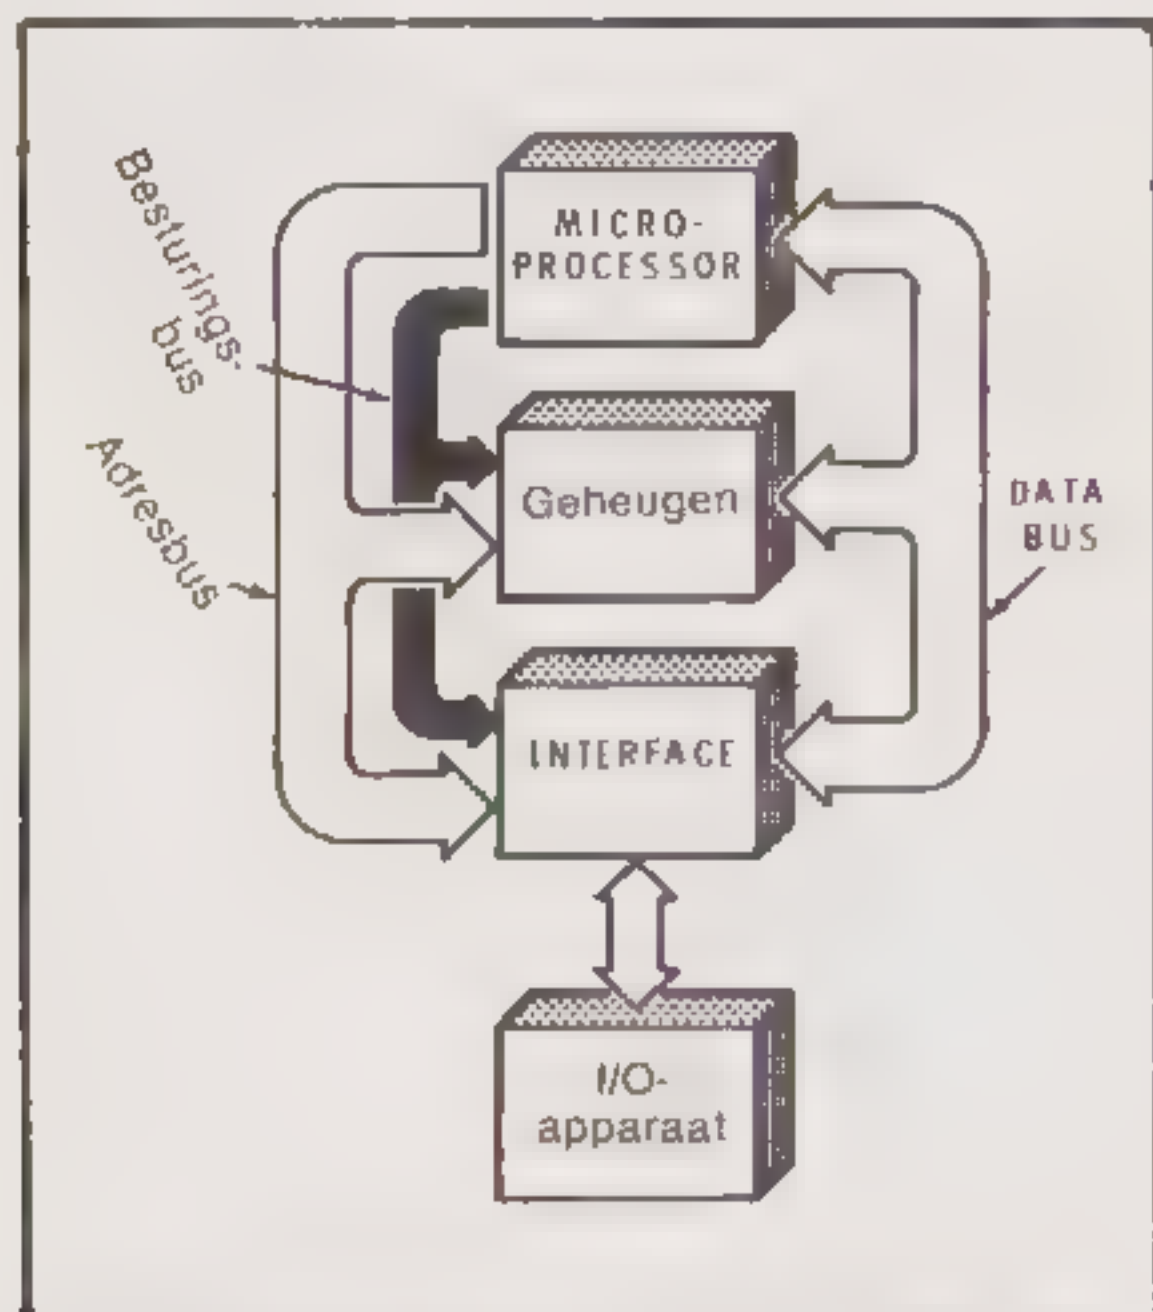 MICRO-
PROCESSOR
Besturings-
bus
Adresbus
Geheugen
DATA
BUS
INTERFACE
I/O-
apparaat